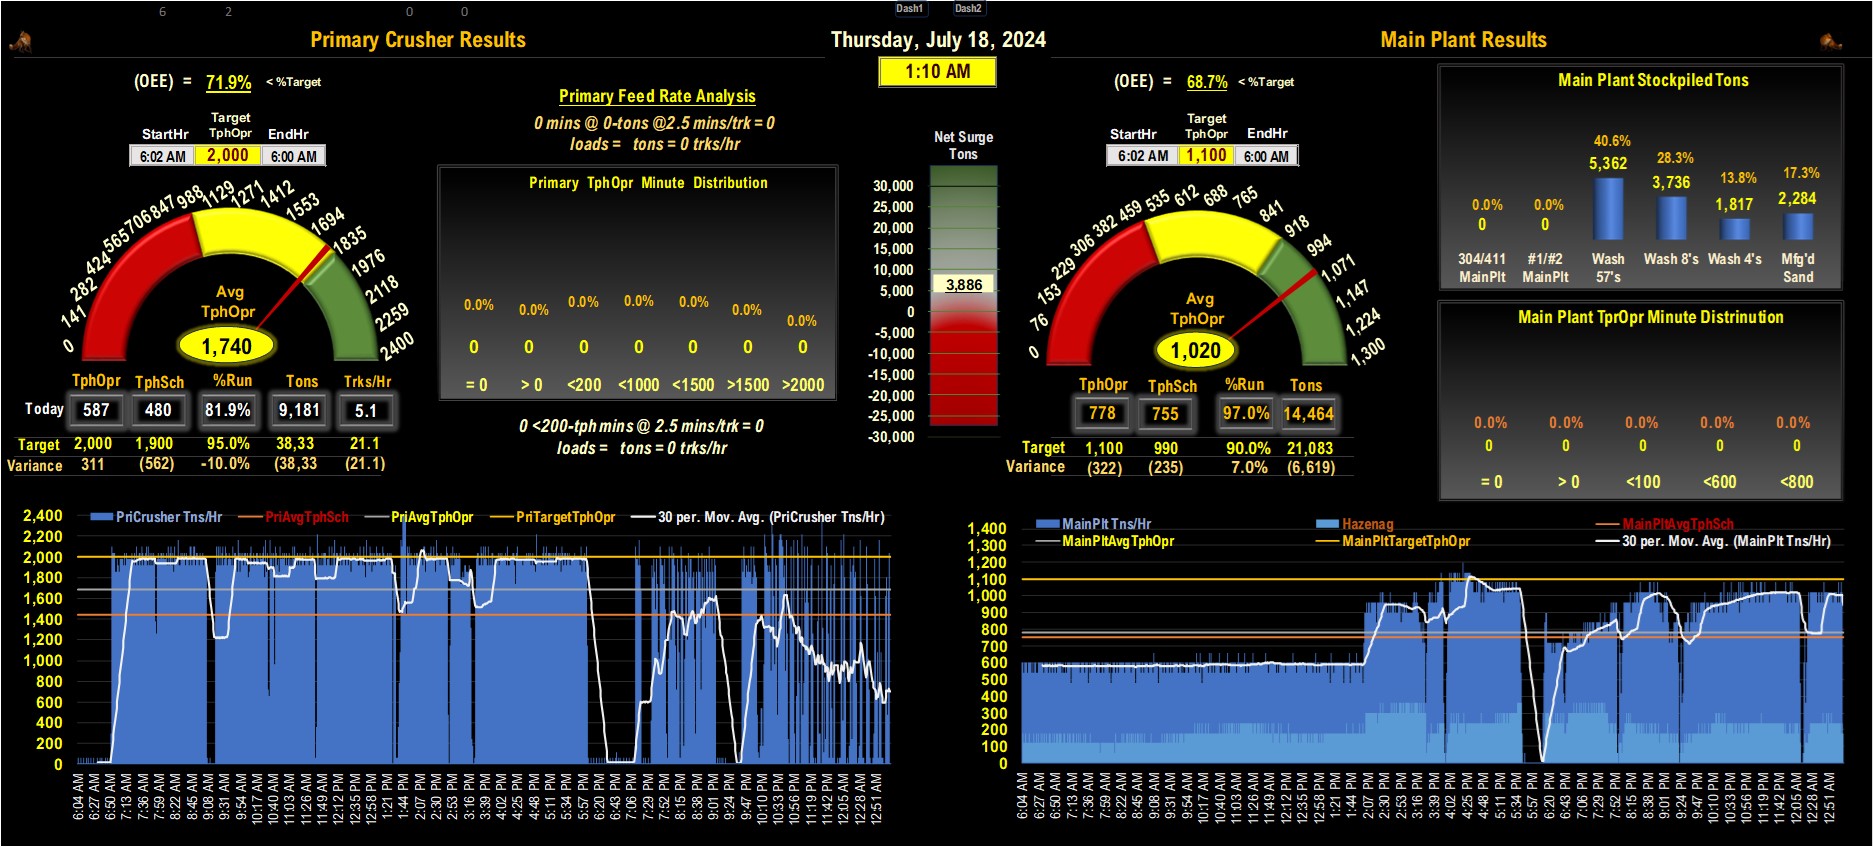 6 2 0 0 Dash1 Dash2
Primary Crusher Results
Thursday, July 18, 2024
Main Plant Results
1:10 AM
(OEE) = 71.9% < %Target
Target
StartHr TphOpr EndHr
6:02 AM 2,000 6:00 AM
0 141 282 424 565 706 847 988 1129 1271 1412 1553 1694 1835 1976 2118 2259 2400
Avg
TphOpr
1,740
TphOpr TphSch %Run Tons Trks/Hr
Today 587 480 81.9% 9,181 5.1
Target 2,000 1,900 95.0% 38,33 21.1
Variance 311 (562) -10.0% (38,33 (21.1)
Primary Feed Rate Analysis
0 mins @ 0-tons @2.5 mins/trk = 0
loads = tons = 0 trks/hr
Primary TphOpr Minute Distribution
0.0% 0.0% 0.0% 0.0% 0.0% 0.0% 0.0%
0 0 0 0 0 0 0
= 0 > 0 <200 <1000 <1500 >1500 >2000
0 <200-tph mins @ 2.5 mins/trk = 0
loads = tons = 0 trks/hr
Net Surge
Tons
30,000
25,000
20,000
15,000
10,000
5,000
0
-5,000
-10,000
-15,000
-20,000
-25,000
-30,000
3,886
(OEE) = 68.7% < %Target
Target
StartHr TphOpr EndHr
6:02 AM 1,100 6:00 AM
0 76 153 229 306 382 459 535 612 688 765 841 918 994 1,071 1,147 1,224 1,300
Avg
TphOpr
1,020
TphOpr TphSch %Run Tons
778 755 97.0% 14,464
Target 1,100 990 90.0% 21,083
Variance (322) (235) 7.0% (6,619)
Main Plant Stockpiled Tons
0.0% 0.0% 40.6% 28.3% 13.8% 17.3%
0 0 5,362 3,736 1,817 2,284
304/411 #1/#2 Wash Wash 8's Wash 4's Mfg'd
MainPlt MainPlt 57's Sand
Main Plant TprOpr Minute Distrinution
0.0% 0.0% 0.0% 0.0% 0.0% 0.0%
0 0 0 0 0
= 0 > 0 <100 <600 <800
PriCrusher Tns/Hr PriAvgTphSch PriAvgTphOpr PriTargetTphOpr 30 per. Mov. Avg. (PriCrusher Tns/Hr)
2,400
2,200
2,000
1,800
1,600
1,400
1,200
1,000
800
600
400
200
0
6:04 AM 6:27 AM 6:50 AM 7:13 AM 7:36 AM 7:59 AM 8:22 AM 8:45 AM 9:08 AM 9:31 AM 9:54 AM 10:17 AM 10:40 AM 11:03 AM 11:26 AM 11:49 AM 12:12 PM 12:35 PM 12:58 PM 1:21 PM 1:44 PM 2:07 PM 2:30 PM 2:53 PM 3:16 PM 3:39 PM 4:02 PM 4:25 PM 4:48 PM 5:11 PM 5:34 PM 5:57 PM 6:20 PM 6:43 PM 7:06 PM 7:29 PM 7:52 PM 8:15 PM 8:38 PM 9:01 PM 9:24 PM 9:47 PM 10:10 PM 10:33 PM 10:56 PM 11:19 PM 11:42 PM 12:05 AM 12:28 AM 12:51 AM
MainPlt Tns/Hr Hazenag MainPltAvgTphSch
MainPltAvgTphOpr MainPltTargetTphOpr 30 per. Mov. Avg. (MainPlt Tns/Hr)
1,400
1,300
1,200
1,100
1,000
900
800
700
600
500
400
300
200
100
0
6:04 AM 6:27 AM 6:50 AM 7:13 AM 7:36 AM 7:59 AM 8:22 AM 8:45 AM 9:08 AM 9:31 AM 9:54 AM 10:17 AM 10:40 AM 11:03 AM 11:26 AM 11:49 AM 12:12 PM 12:35 PM 12:58 PM 1:21 PM 1:44 PM 2:07 PM 2:30 PM 2:53 PM 3:16 PM 3:39 PM 4:02 PM 4:25 PM 4:48 PM 5:11 PM 5:34 PM 5:57 PM 6:20 PM 6:43 PM 7:06 PM 7:29 PM 7:52 PM 8:15 PM 8:38 PM 9:01 PM 9:24 PM 9:47 PM 10:10 PM 10:33 PM 10:56 PM 11:19 PM 11:42 PM 12:05 AM 12:28 AM 12:51 AM